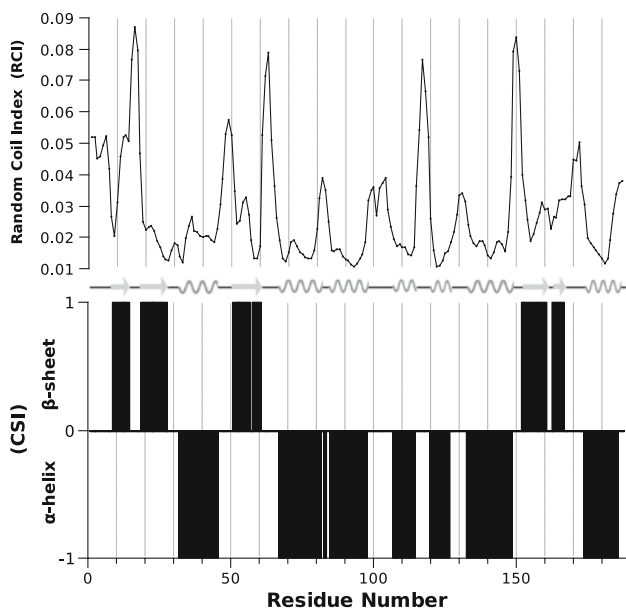 0.09
0.08
0.07
0.06
0.05
0.04
0.03
0.02
0.01
Random Coil Index (RCI)
1
0
-1
β-sheet
α-helix
(CSI)
0 50 100 150
Residue Number